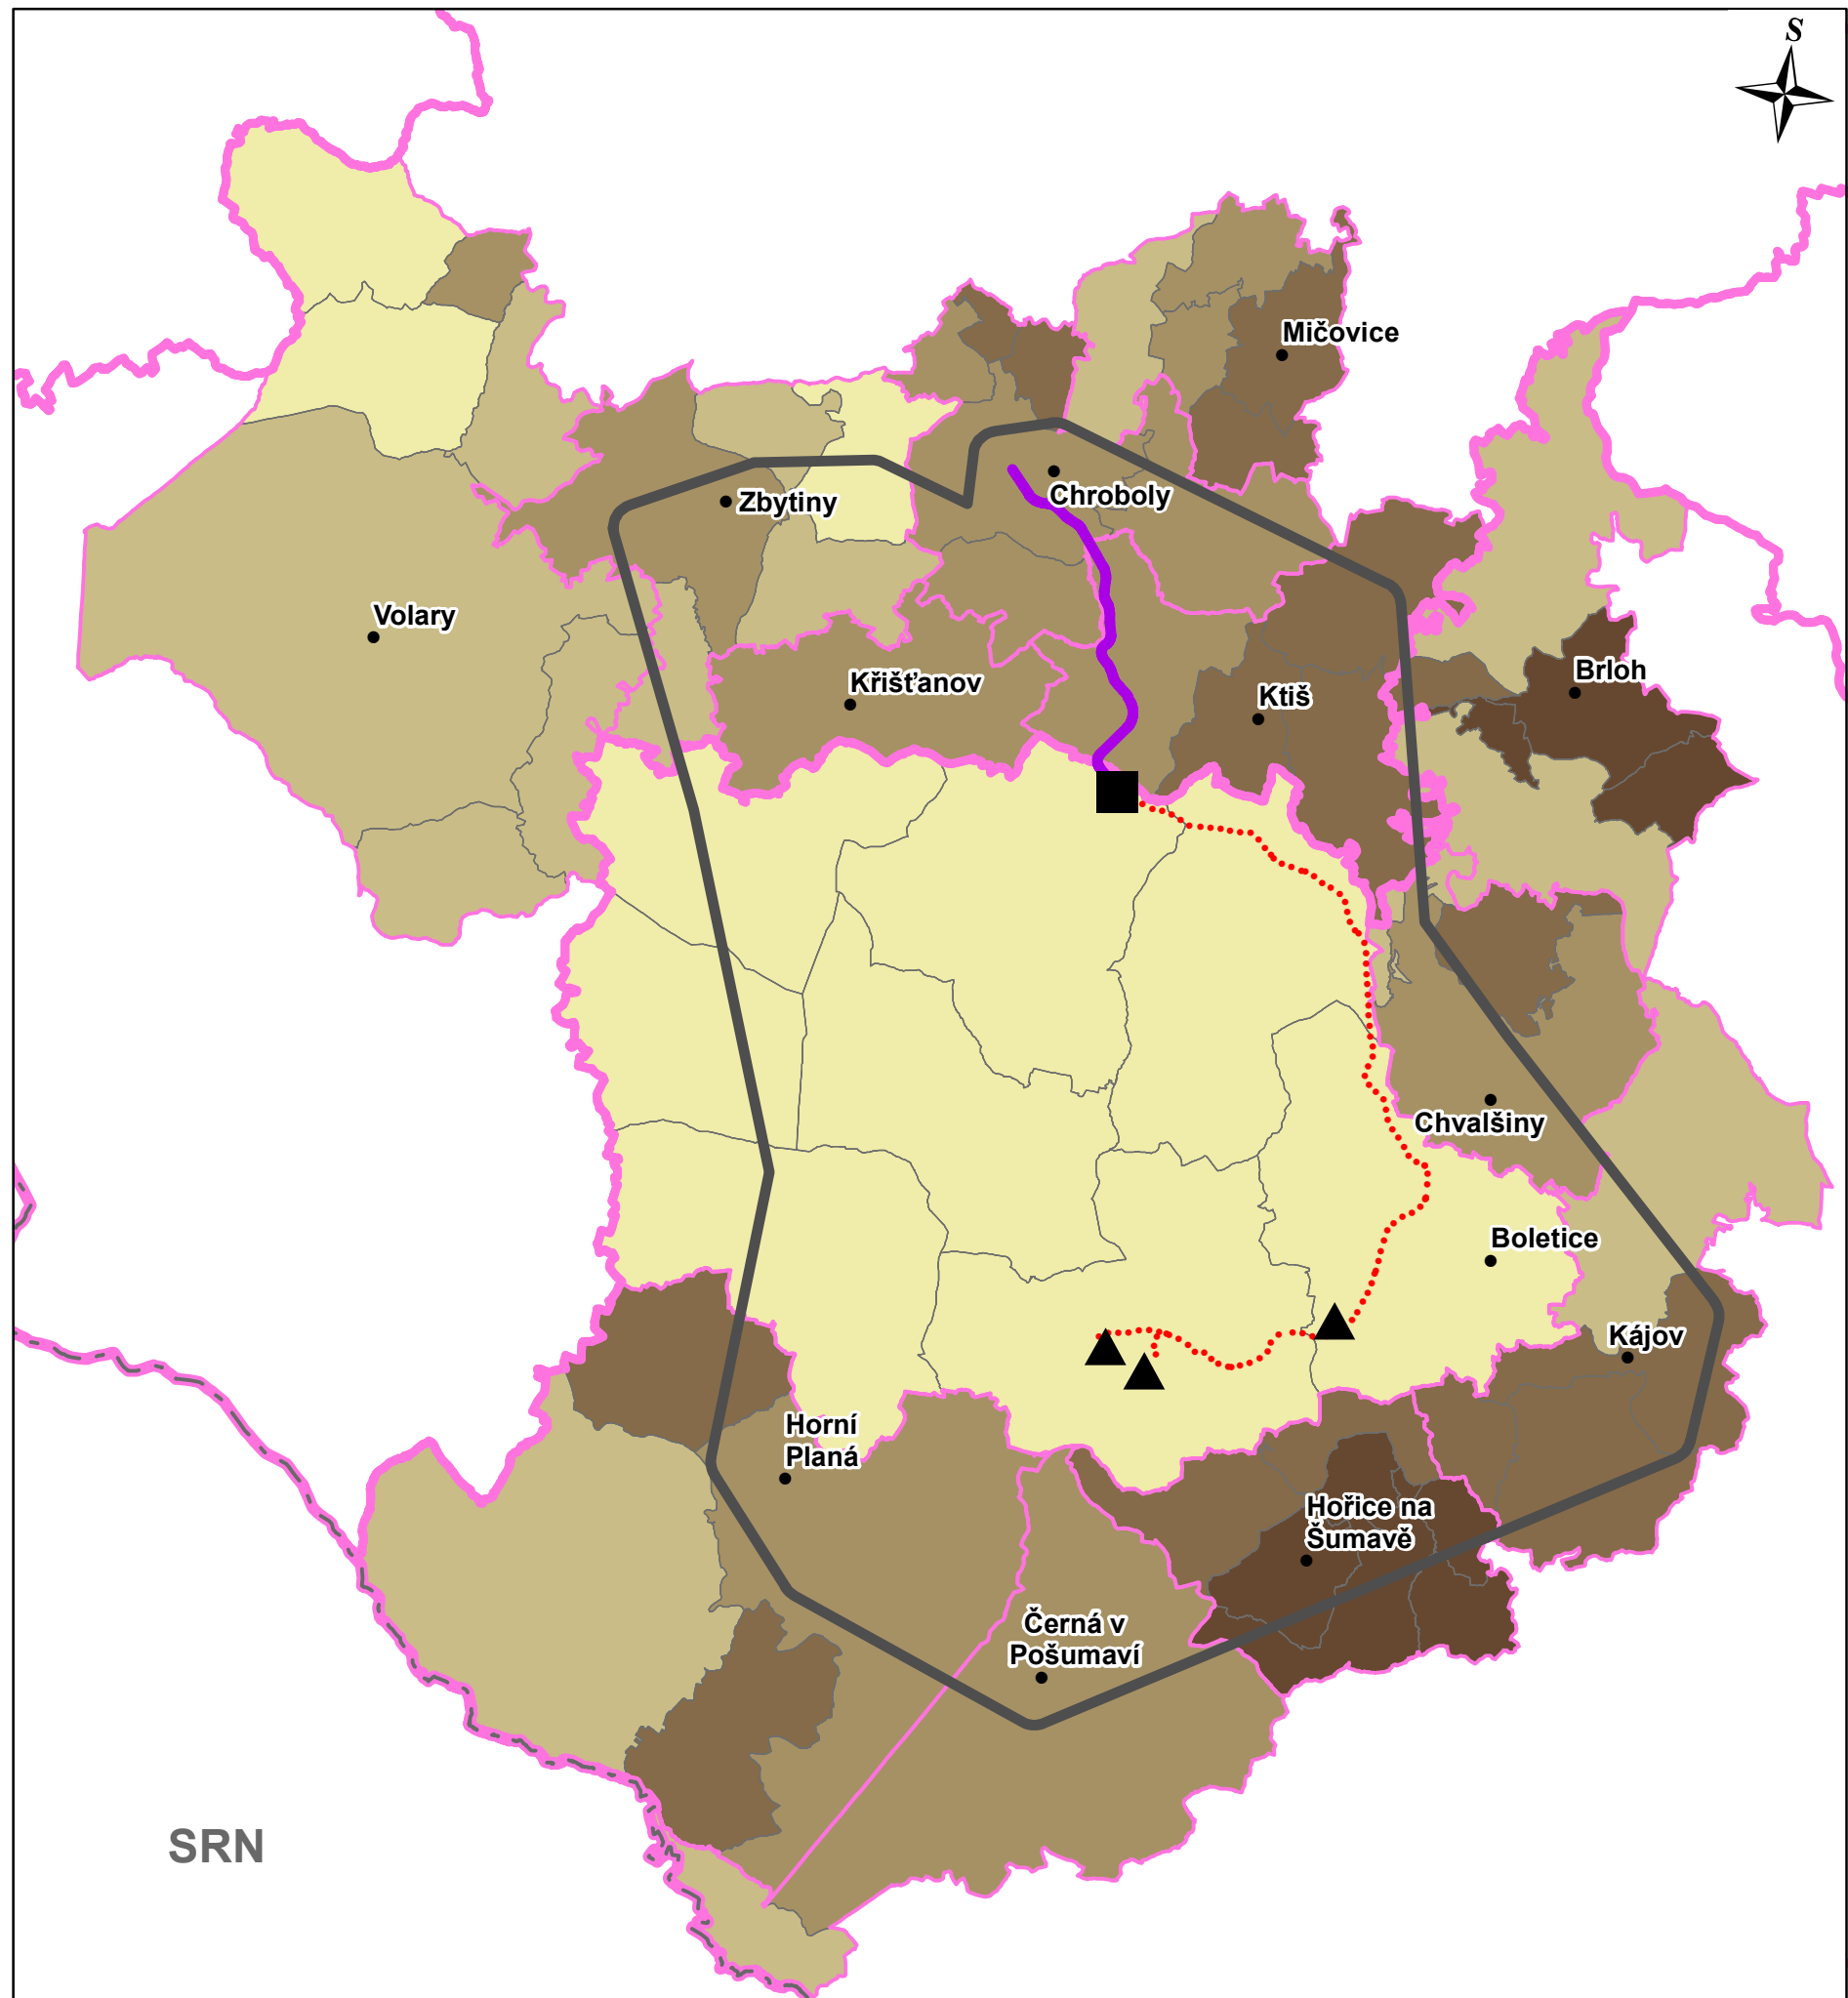 S
Mičovice
Chroboly
Zbytiny
Volary
Brloh
Křišťanov
Ktiš
Chvalšiny
Boletice
Kájov
Horní
Planá
Hořice na
Šumavě
Černá v
Pošumaví
SRN